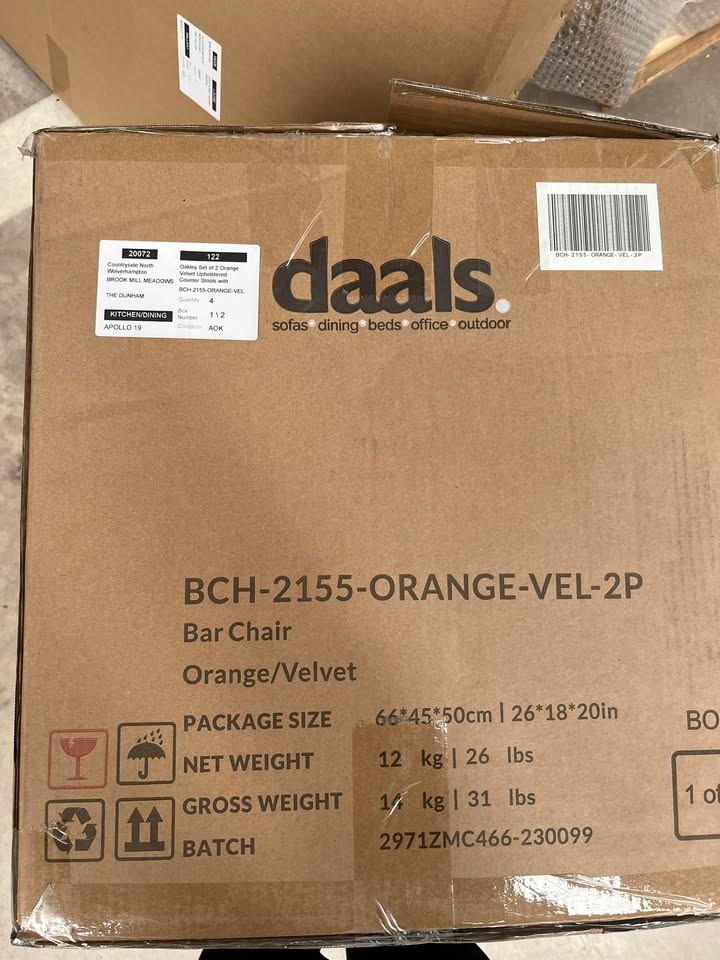 20072
Countryside North
Wolverhampton
BROOK MILL MEADOWS
THE DUNHAM
KITCHEN/DINING
APOLLO 19
122
Oakley Set of 2 Orange
Velvet Upholstered
Counter Stools with
BCH-2155-ORANGE-VEL
Quantity 4
Box
Number 1 \ 2
Condition AOK
daals.
sofas•dining•beds•office•outdoor
BCH-2155-ORANGE-VEL-2P
BCH-2155-ORANGE-VEL-2P
Bar Chair
Orange/Velvet
PACKAGE SIZE 66*45*50cm | 26*18*20in
NET WEIGHT 12 kg | 26 lbs
GROSS WEIGHT 14 kg | 31 lbs
BATCH 2971ZMC466-230099
BO
1 of